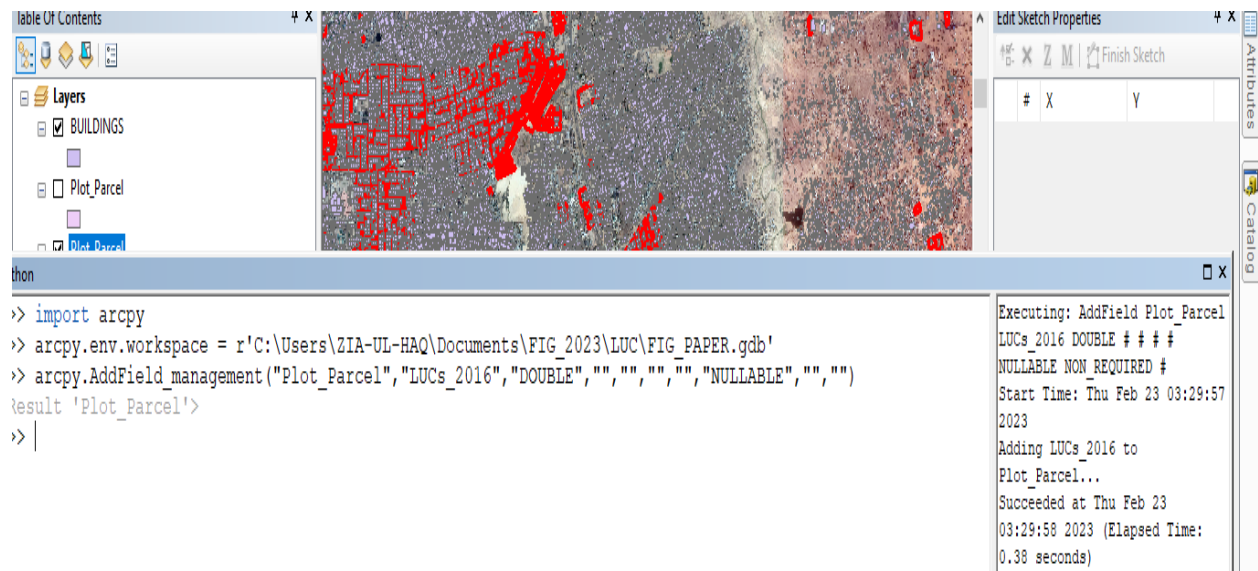 Table Of Contents
Layers
BUILDINGS
Plot_Parcel
Plot_Parcel
Edit Sketch Properties
Z M Finish Sketch
# X Y
Attributes
Catalog
thon
>> import arcpy
>> arcpy.env.workspace = r'C:\Users\ZIA-UL-HAQ\Documents\FIG_2023\LUC\FIG_PAPER.gdb'
>> arcpy.AddField_management("Plot_Parcel","LUCs_2016","DOUBLE","","","","","NULLABLE","","")
Result 'Plot_Parcel'>
>>
Executing: AddField Plot_Parcel
LUCs_2016 DOUBLE # # # #
NULLABLE NON_REQUIRED #
Start Time: Thu Feb 23 03:29:57
2023
Adding LUCs_2016 to
Plot_Parcel...
Succeeded at Thu Feb 23
03:29:58 2023 (Elapsed Time:
0.38 seconds)